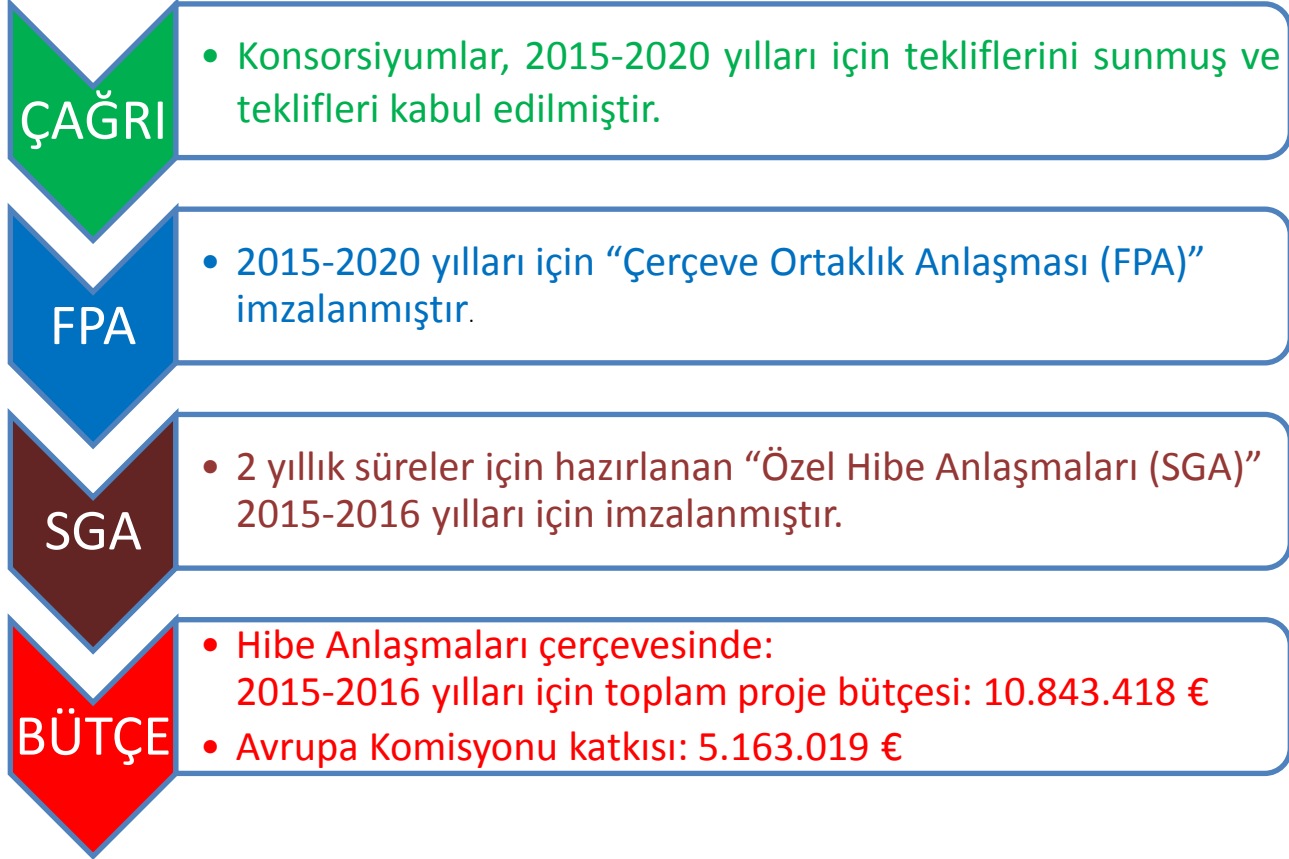 ÇAĞRI
• Konsorsiyumlar, 2015-2020 yılları için tekliflerini sunmuş ve
teklifleri kabul edilmiştir.
FPA
• 2015-2020 yılları için “Çerçeve Ortaklık Anlaşması (FPA)”
imzalanmıştır.
SGA
• 2 yıllık süreler için hazırlanan “Özel Hibe Anlaşmaları (SGA)”
2015-2016 yılları için imzalanmıştır.
BÜTÇE
• Hibe Anlaşmaları çerçevesinde:
2015-2016 yılları için toplam proje bütçesi: 10.843.418 €
• Avrupa Komisyonu katkısı: 5.163.019 €